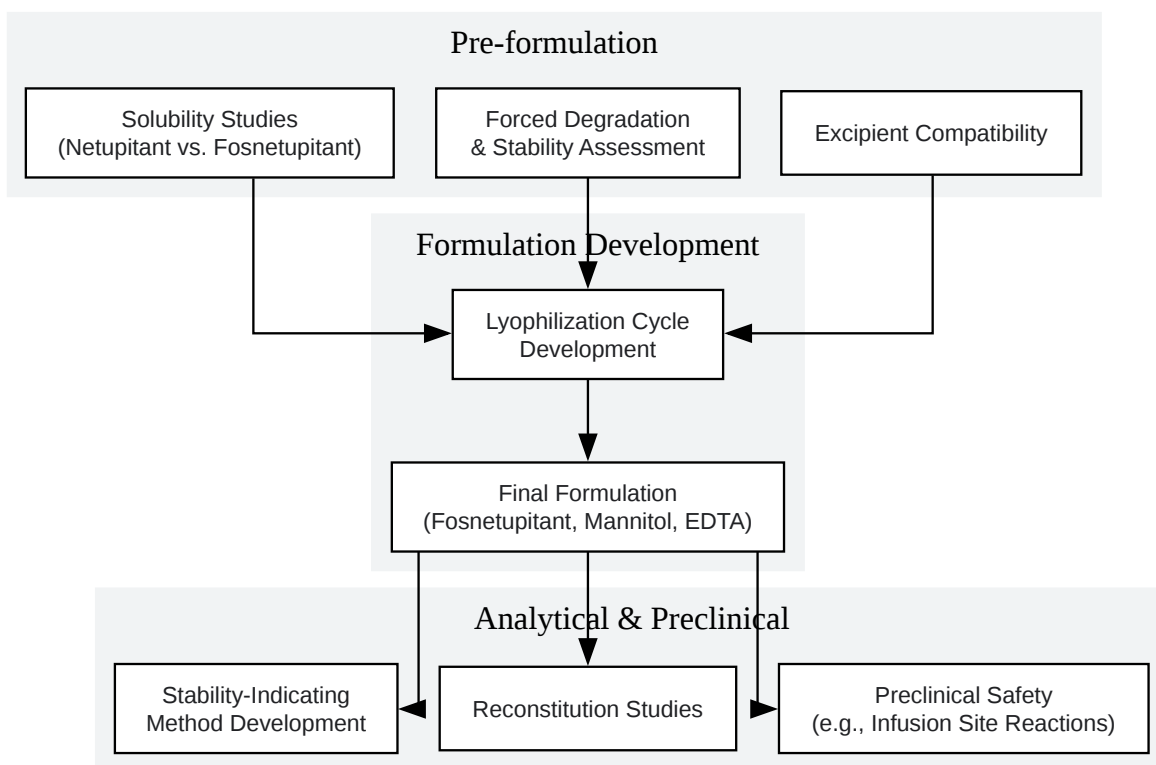 Pre-formulation
Solubility Studies
(Netupitant vs. Fosnetupitant)
Forced Degradation
& Stability Assessment
Excipient Compatibility
Formulation Development
Lyophilization Cycle
Development
Final Formulation
(Fosnetupitant, Mannitol, EDTA)
Analytical & Preclinical
Stability-Indicating
Method Development
Reconstitution Studies
Preclinical Safety
(e.g., Infusion Site Reactions)